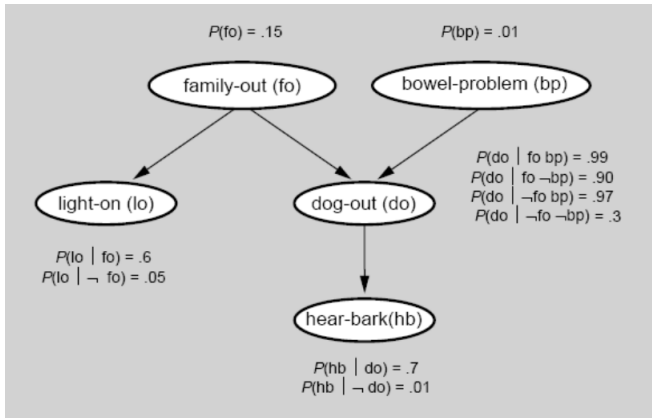 P(fo) = .15
P(bp) = .01
family-out (fo)
bowel-problem (bp)
P(do | fo bp) = .99
P(do | fo ¬bp) = .90
P(do | ¬fo bp) = .97
P(do | ¬fo ¬bp) = .3
light-on (lo)
dog-out (do)
P(lo | fo) = .6
P(lo | ¬ fo) = .05
hear-bark(hb)
P(hb | do) = .7
P(hb | ¬ do) = .01